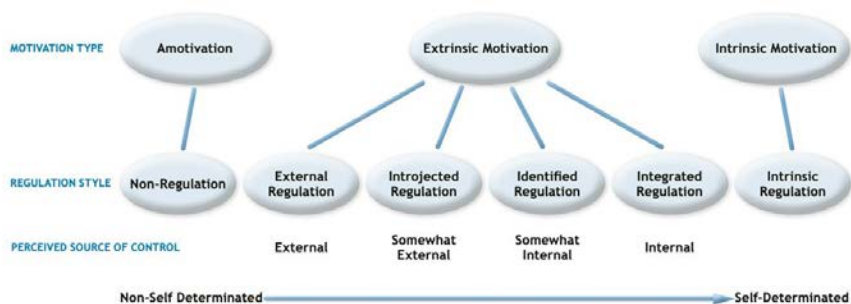 MOTIVATION TYPE
Amotivation
Extrinsic Motivation
Intrinsic Motivation
REGULATION STYLE
Non-Regulation
External
Regulation
Introjected
Regulation
Identified
Regulation
Integrated
Regulation
Intrinsic
Regulation
PERCEIVED SOURCE OF CONTROL
External
Somewhat
External
Somewhat
Internal
Internal
Non-Self Determinated
Self-Determinated